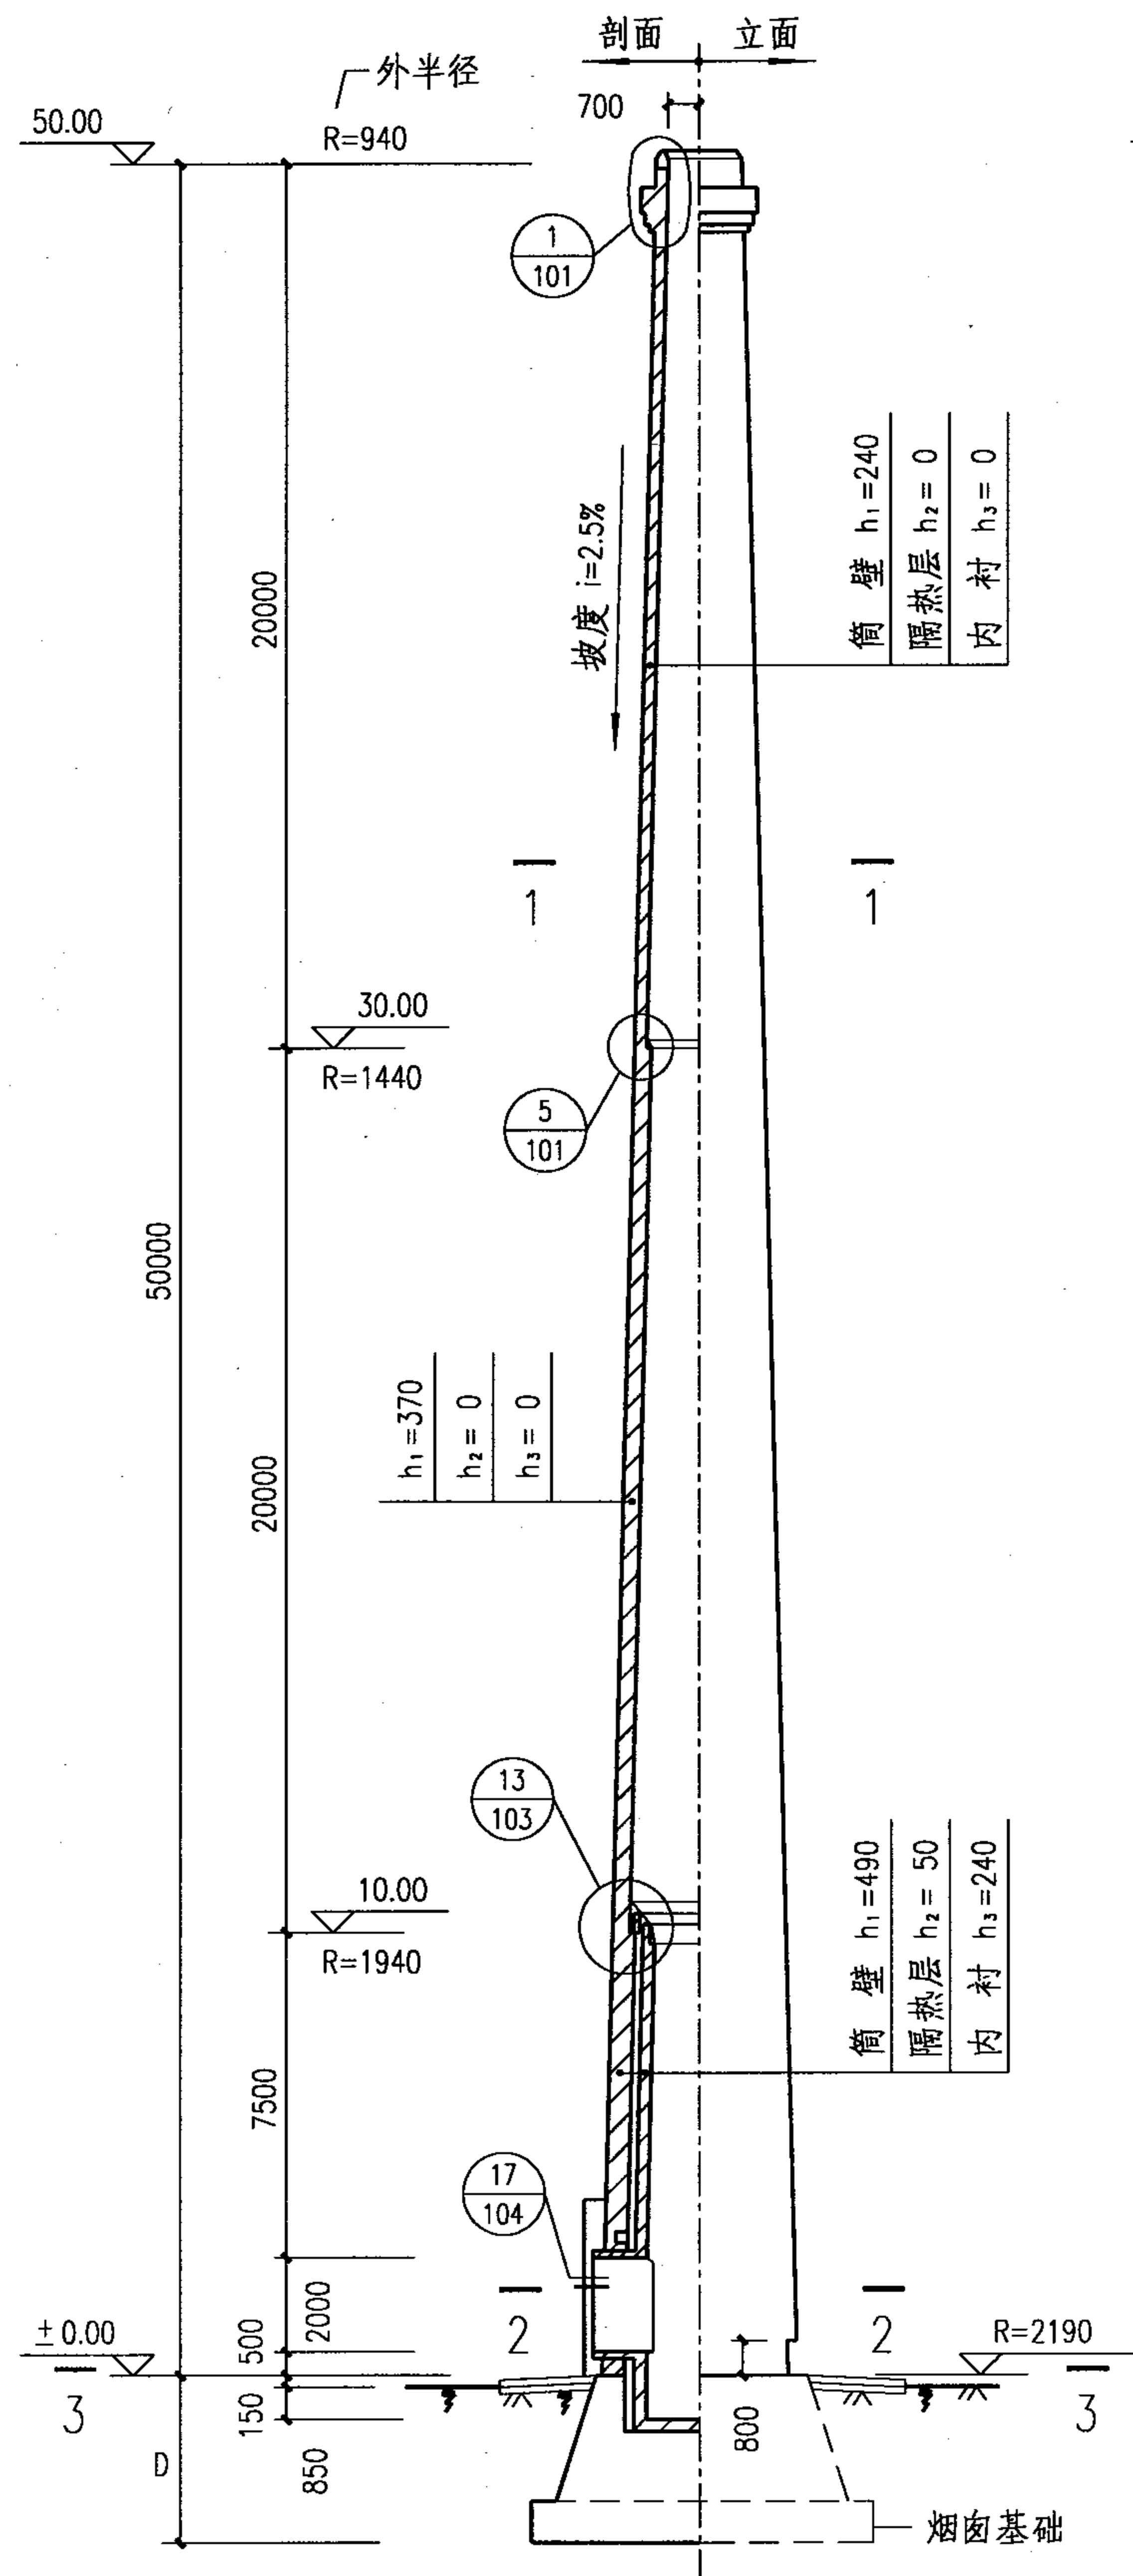 剖面 立面
外半径
700
50.00
R=940
1
101
坡度 i=2.5%
筒 壁 h₁=240
隔热层 h₂= 0
内 衬 h₃= 0
20000
1 1
30.00
R=1440
5
101
50000
h₁=370
h₂= 0
h₃= 0
20000
13
103
10.00
R=1940
筒 壁 h₁=490
隔热层 h₂= 50
内 衬 h₃=240
7500
17
104
2000
2 2
±0.00
500
R=2190
3 3
150
800
D
850
烟囱基础